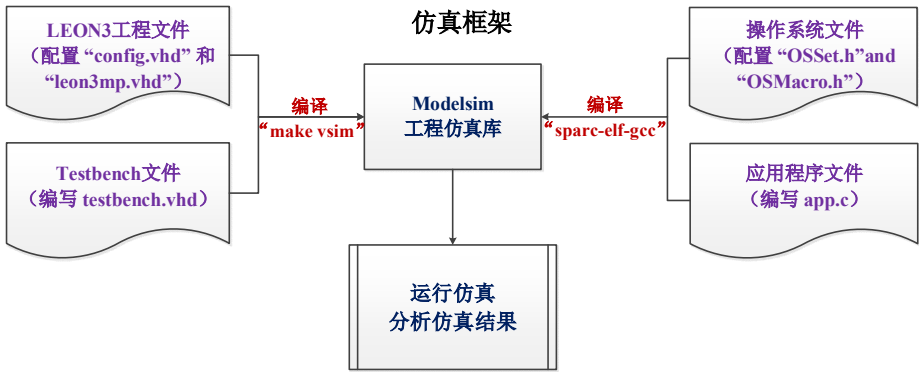 仿真框架
LEON3工程文件
（配置 “config.vhd” 和
“leon3mp.vhd”）
Testbench文件
（编写 testbench.vhd）
编译
“make vsim”
Modelsim
工程仿真库
编译
“sparc-elf-gcc”
操作系统文件
（配置 “OSSet.h”and
“OSMacro.h”）
应用程序文件
（编写 app.c）
运行仿真
分析仿真结果